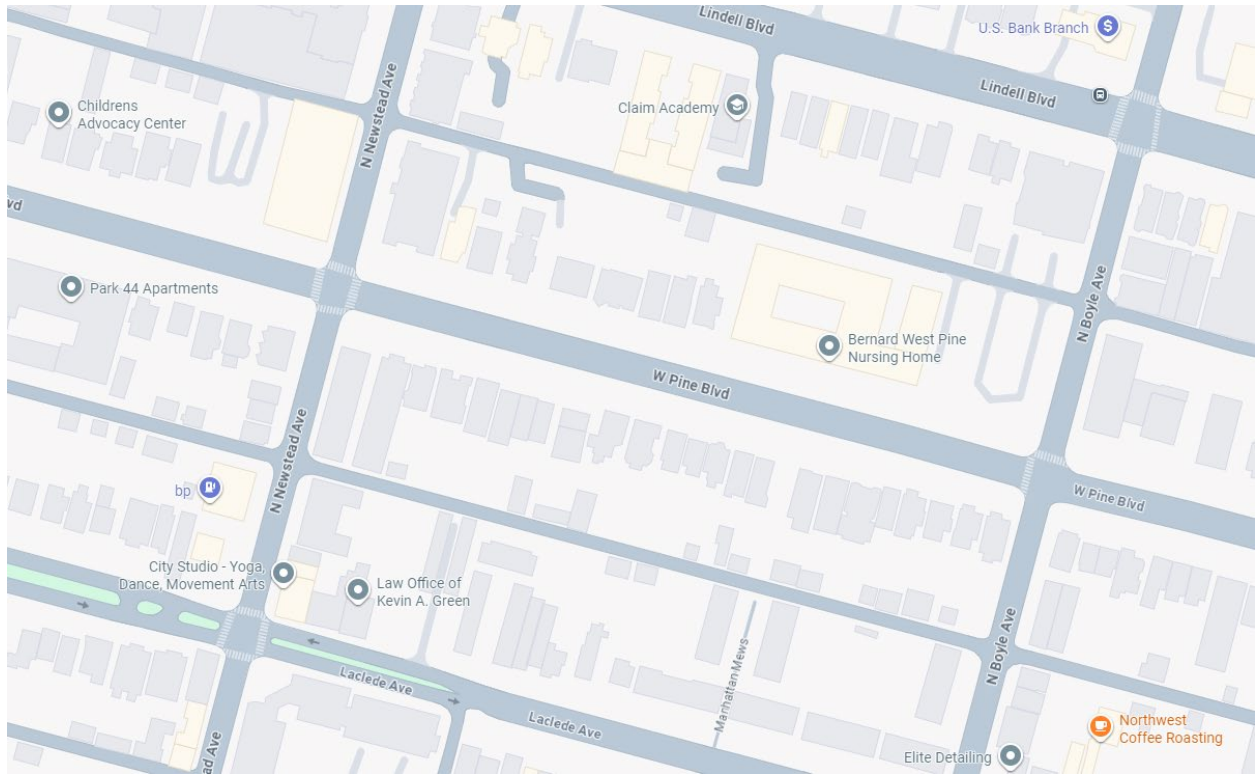 Lindell Blvd
U.S. Bank Branch
Lindell Blvd
Claim Academy
Childrens
Advocacy Center
N Newstead Ave
vd
Park 44 Apartments
N Boyle Ave
Bernard West Pine
Nursing Home
W Pine Blvd
N Newstead Ave
bp
W Pine Blvd
City Studio - Yoga,
Dance, Movement Arts
Law Office of
Kevin A. Green
N Boyle Ave
Manhattan Mews
Laclede Ave
Laclede Ave
Northwest
Coffee Roasting
Elite Detailing
ead Ave